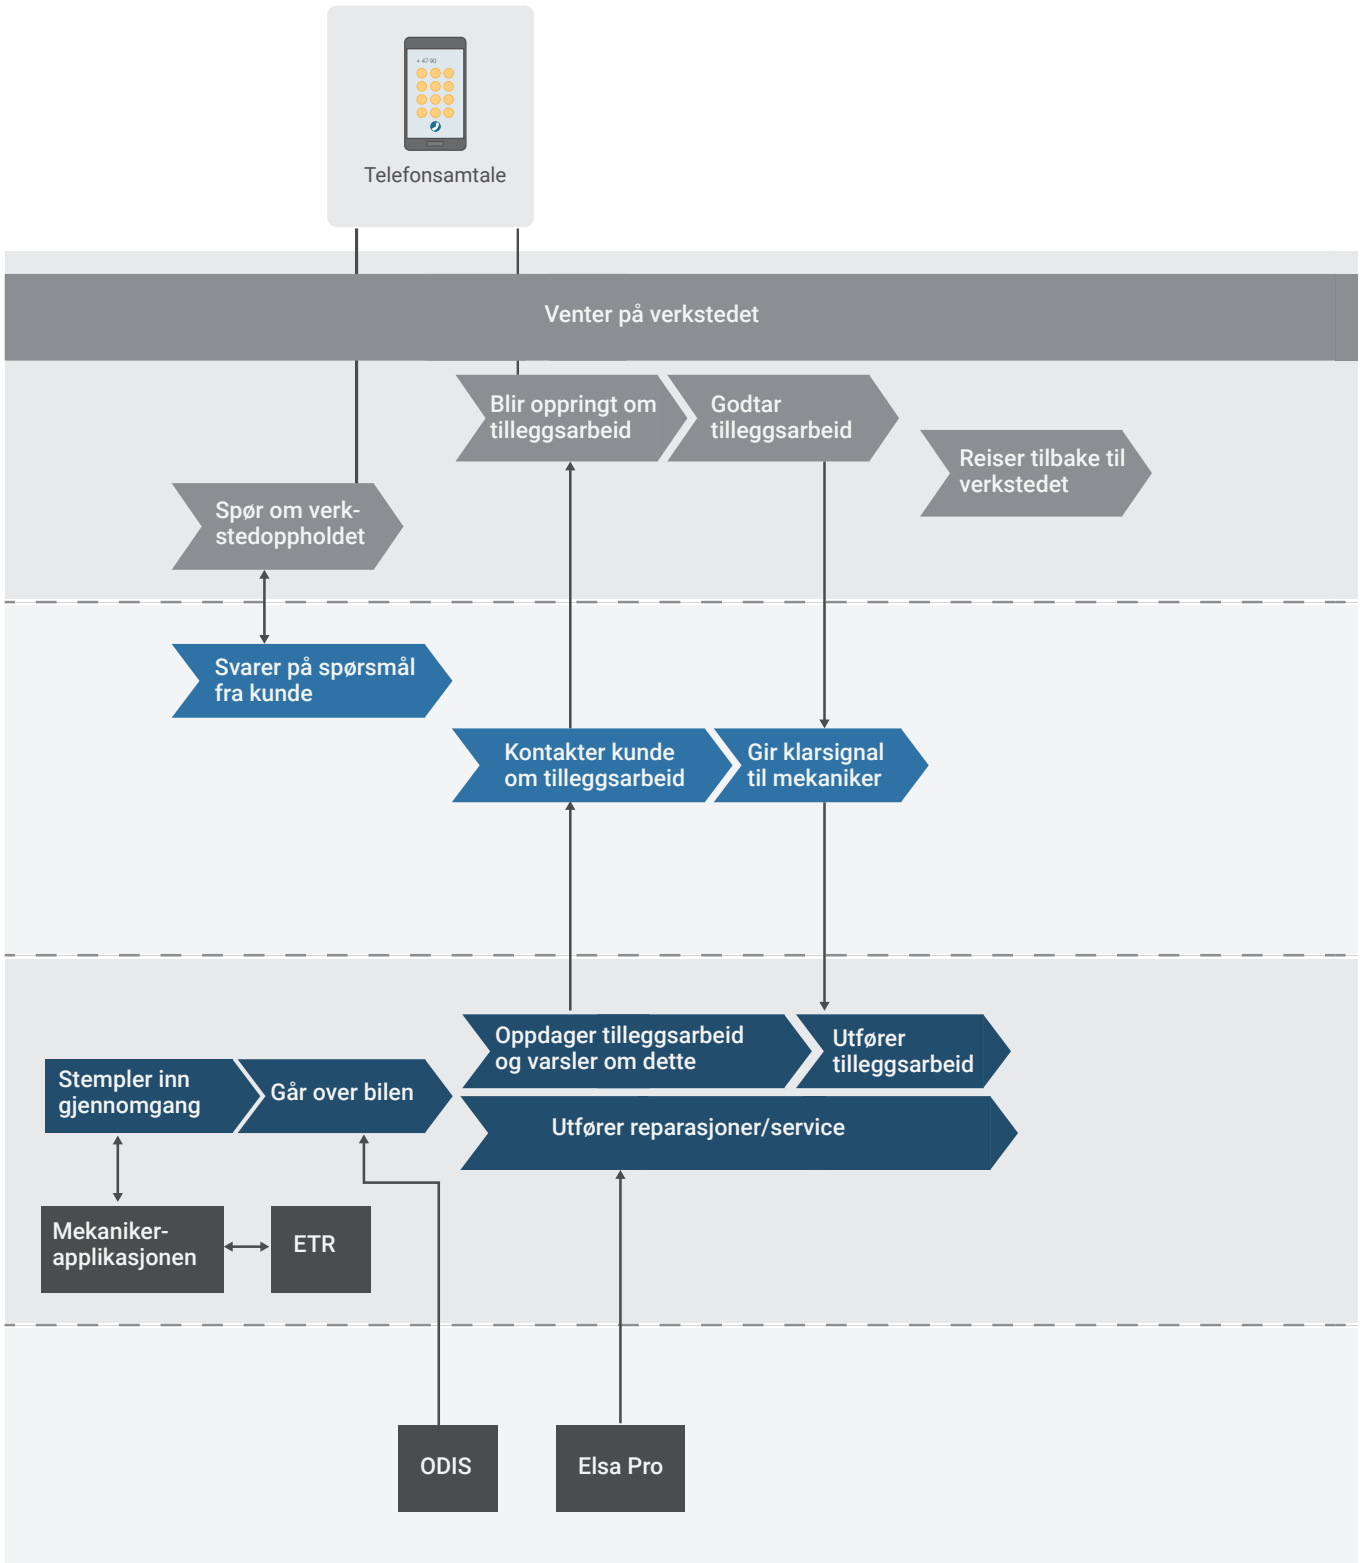 + 47 90
Telefonsamtale
Venter på verkstedet
Blir oppringt om
tilleggsarbeid
Godtar
tilleggsarbeid
Reiser tilbake til
verkstedet
Spør om verk-
stedoppholdet
Svarer på spørsmål
fra kunde
Kontakter kunde
om tilleggsarbeid
Gir klarsignal
til mekaniker
Oppdager tilleggsarbeid
og varsler om dette
Utfører
tilleggsarbeid
Stempler inn
gjennomgang
Går over bilen
Utfører reparasjoner/service
Mekaniker-
applikasjonen
ETR
ODIS
Elsa Pro